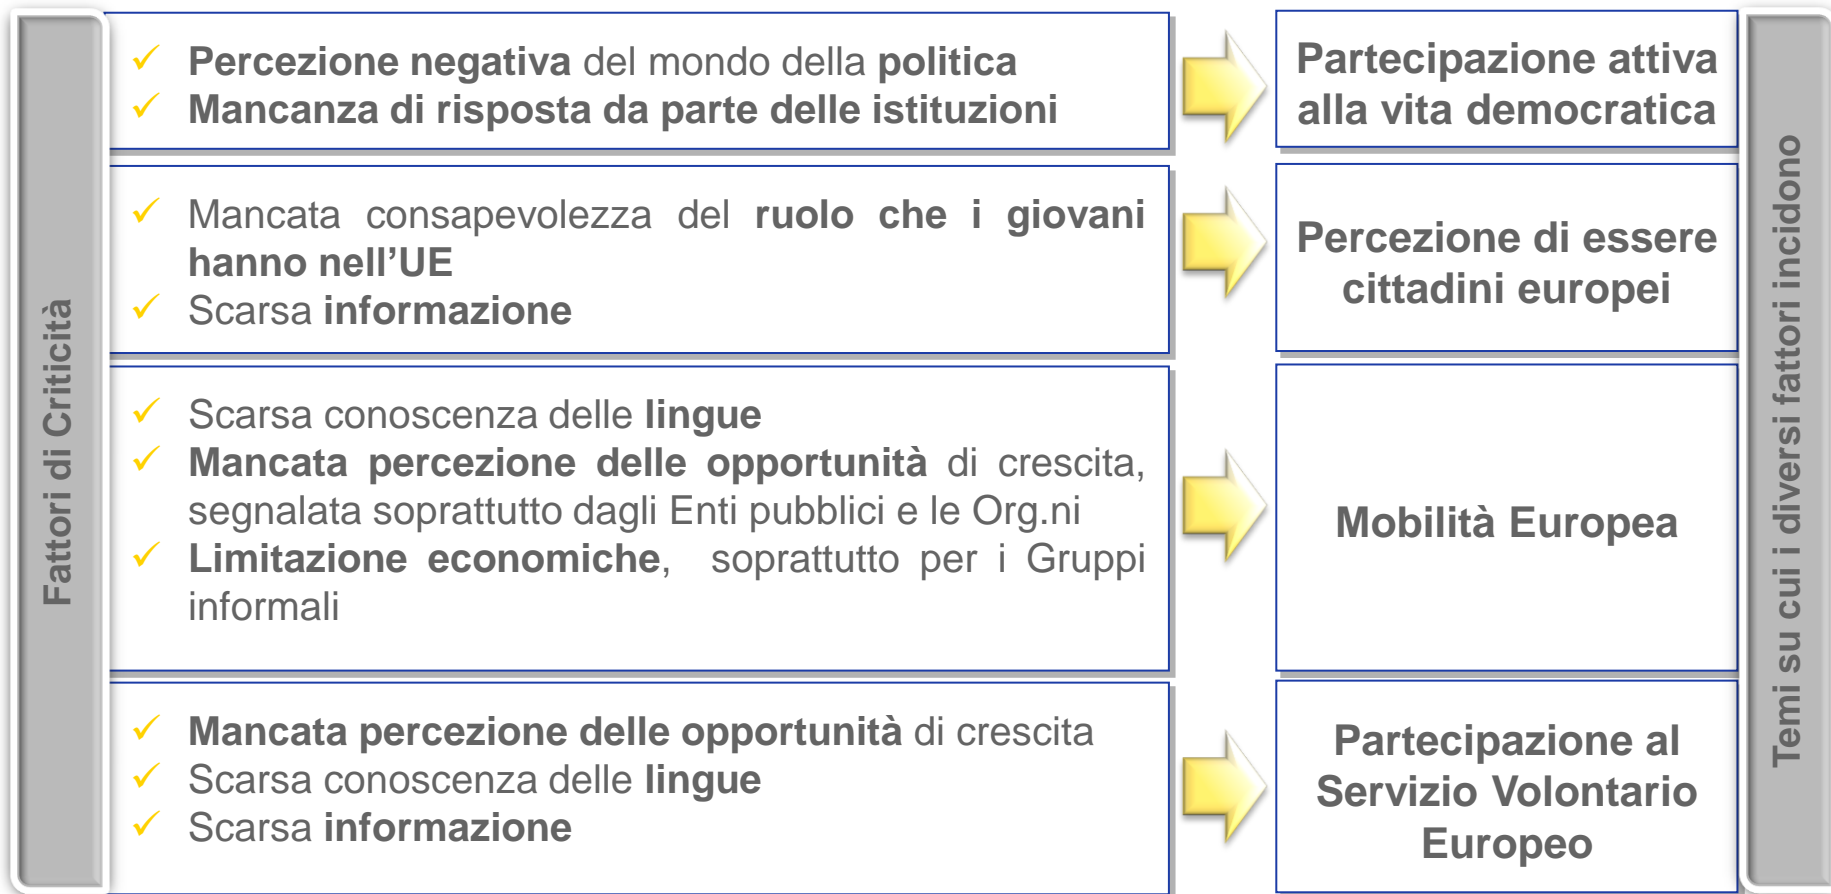 Fattori di Criticità
Percezione negativa del mondo della politica
Mancanza di risposta da parte delle istituzioni
Partecipazione attiva
alla vita democratica
Mancata consapevolezza del ruolo che i giovani
hanno nell'UE
Scarsa informazione
Percezione di essere
cittadini europei
Scarsa conoscenza delle lingue
Mancata percezione delle opportunità di crescita,
segnalata soprattutto dagli Enti pubblici e le Org.ni
Limitazione economiche, soprattutto per i Gruppi
informali
Mobilità Europea
Mancata percezione delle opportunità di crescita
Scarsa conoscenza delle lingue
Scarsa informazione
Partecipazione al
Servizio Volontario
Europeo
Temi su cui i diversi fattori incidono